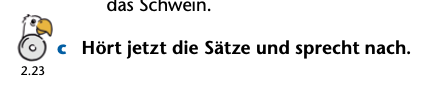 das Schwein.
c Hört jetzt die Sätze und sprecht nach.
2.23